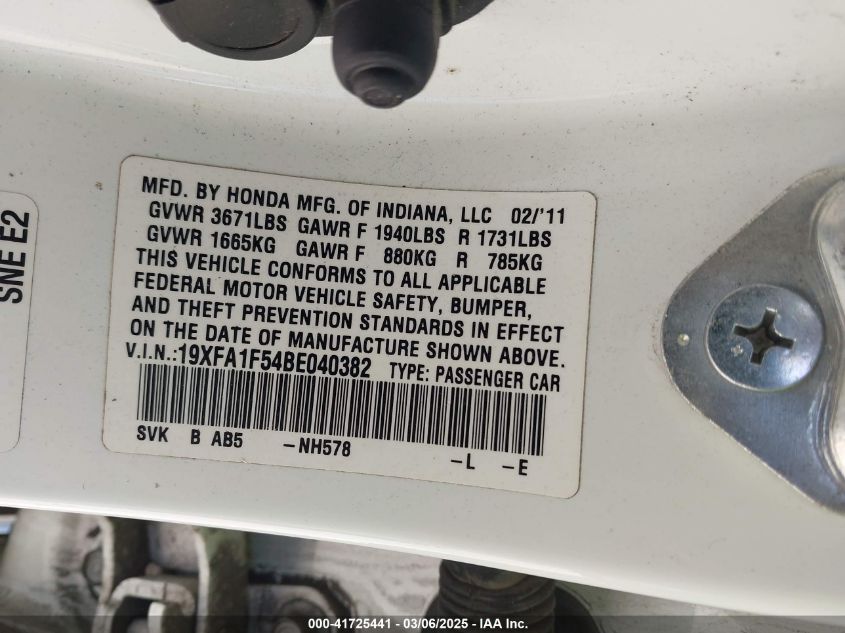 MFD. BY HONDA MFG. OF INDIANA, LLC 02/'11
GVWR 3671LBS GAWR F 1940LBS R 1731LBS
GVWR 1665KG GAWR F 880KG R 785KG
THIS VEHICLE CONFORMS TO ALL APPLICABLE
FEDERAL MOTOR VEHICLE SAFETY, BUMPER,
AND THEFT PREVENTION STANDARDS IN EFFECT
ON THE DATE OF MANUFACTURE SHOWN ABOVE.
V.I.N.:19XFA1F54BE040382 TYPE: PASSENGER CAR
SVK B AB5 -NH578 -L -E
SNE E2
000-41725441 - 03/06/2025 - IAAI Inc.